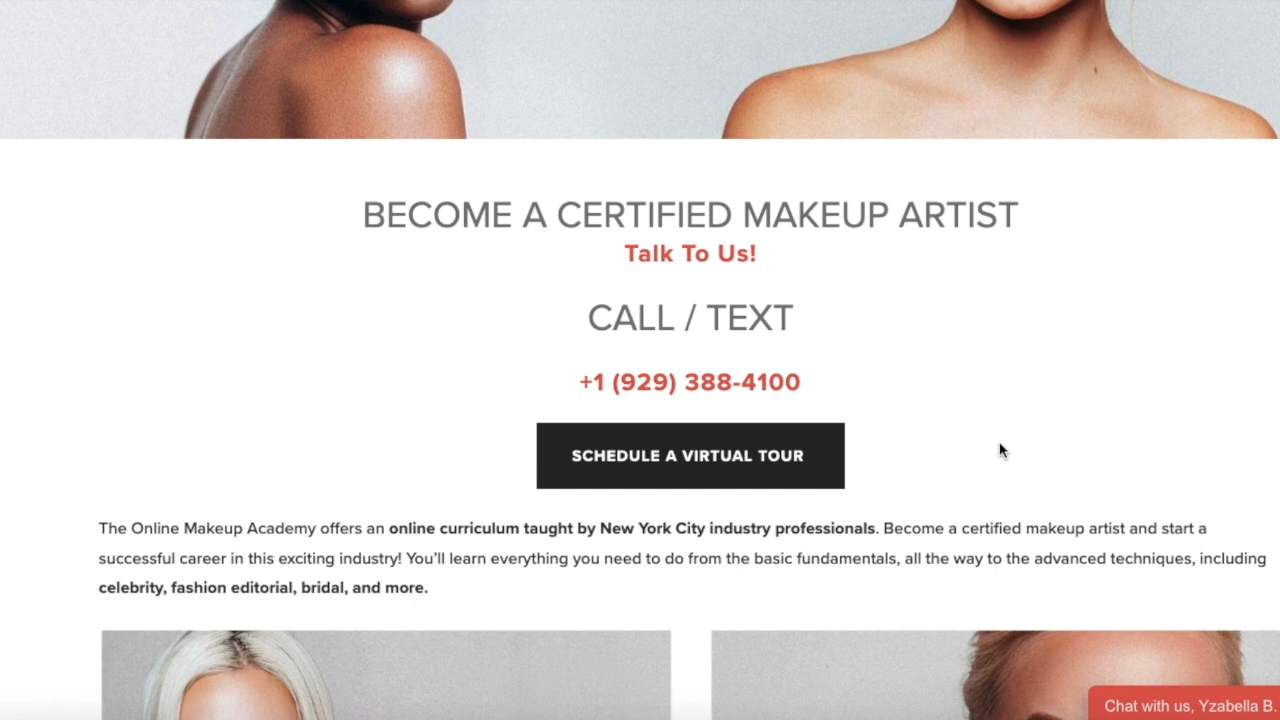 BECOME A CERTIFIED MAKEUP ARTIST
Talk To Us!
CALL / TEXT
+1 (929) 388-4100
SCHEDULE A VIRTUAL TOUR
The Online Makeup Academy offers an online curriculum taught by New York City industry professionals. Become a certified makeup artist and start a
successful career in this exciting industry! You’ll learn everything you need to do from the basic fundamentals, all the way to the advanced techniques, including
celebrity, fashion editorial, bridal, and more.
Chat with us, Yzabella B.